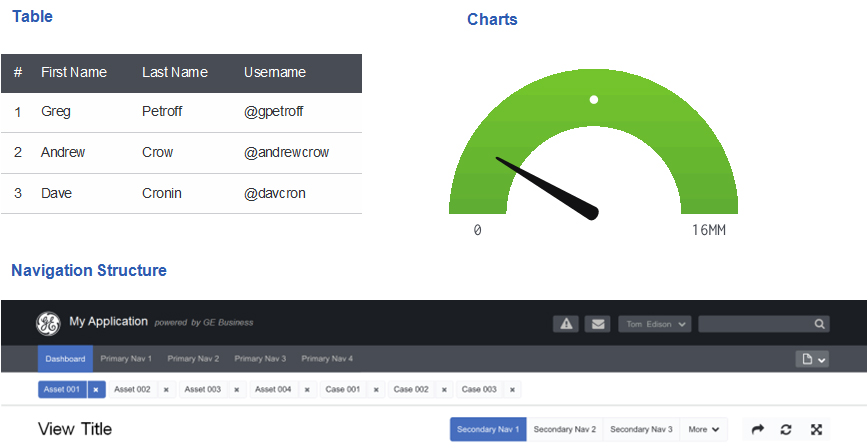 Table
Charts
# First Name Last Name Username
1 Greg Petroff @gpetroff
2 Andrew Crow @andrewcrow
3 Dave Cronin @davcron
0 16MM
Navigation Structure
GE My Application powered by GE Business Tom Edison
Dashboard Primary Nav 1 Primary Nav 2 Primary Nav 3 Primary Nav 4
Asset 001 × Asset 002 × Asset 003 × Asset 004 × Case 001 × Case 002 × Case 003 ×
View Title Secondary Nav 1 Secondary Nav 2 Secondary Nav 3 More